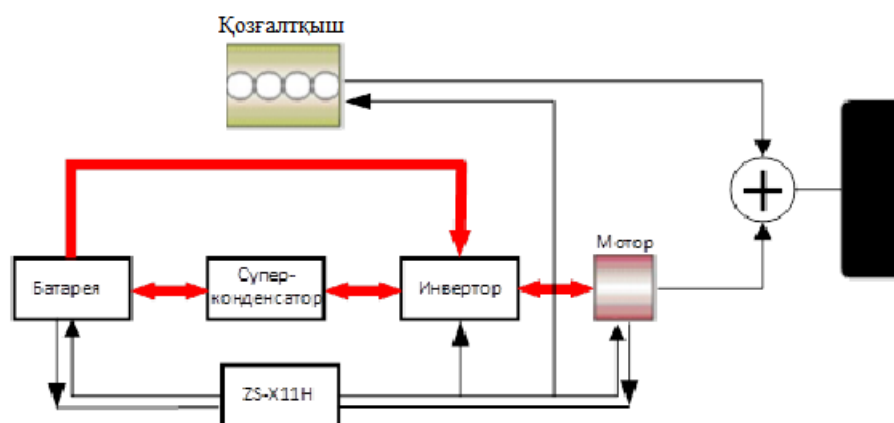 Қозғалтқыш
Мотор
Батарея
Супер-
конденсатор
Инвертор
ZS-X11H